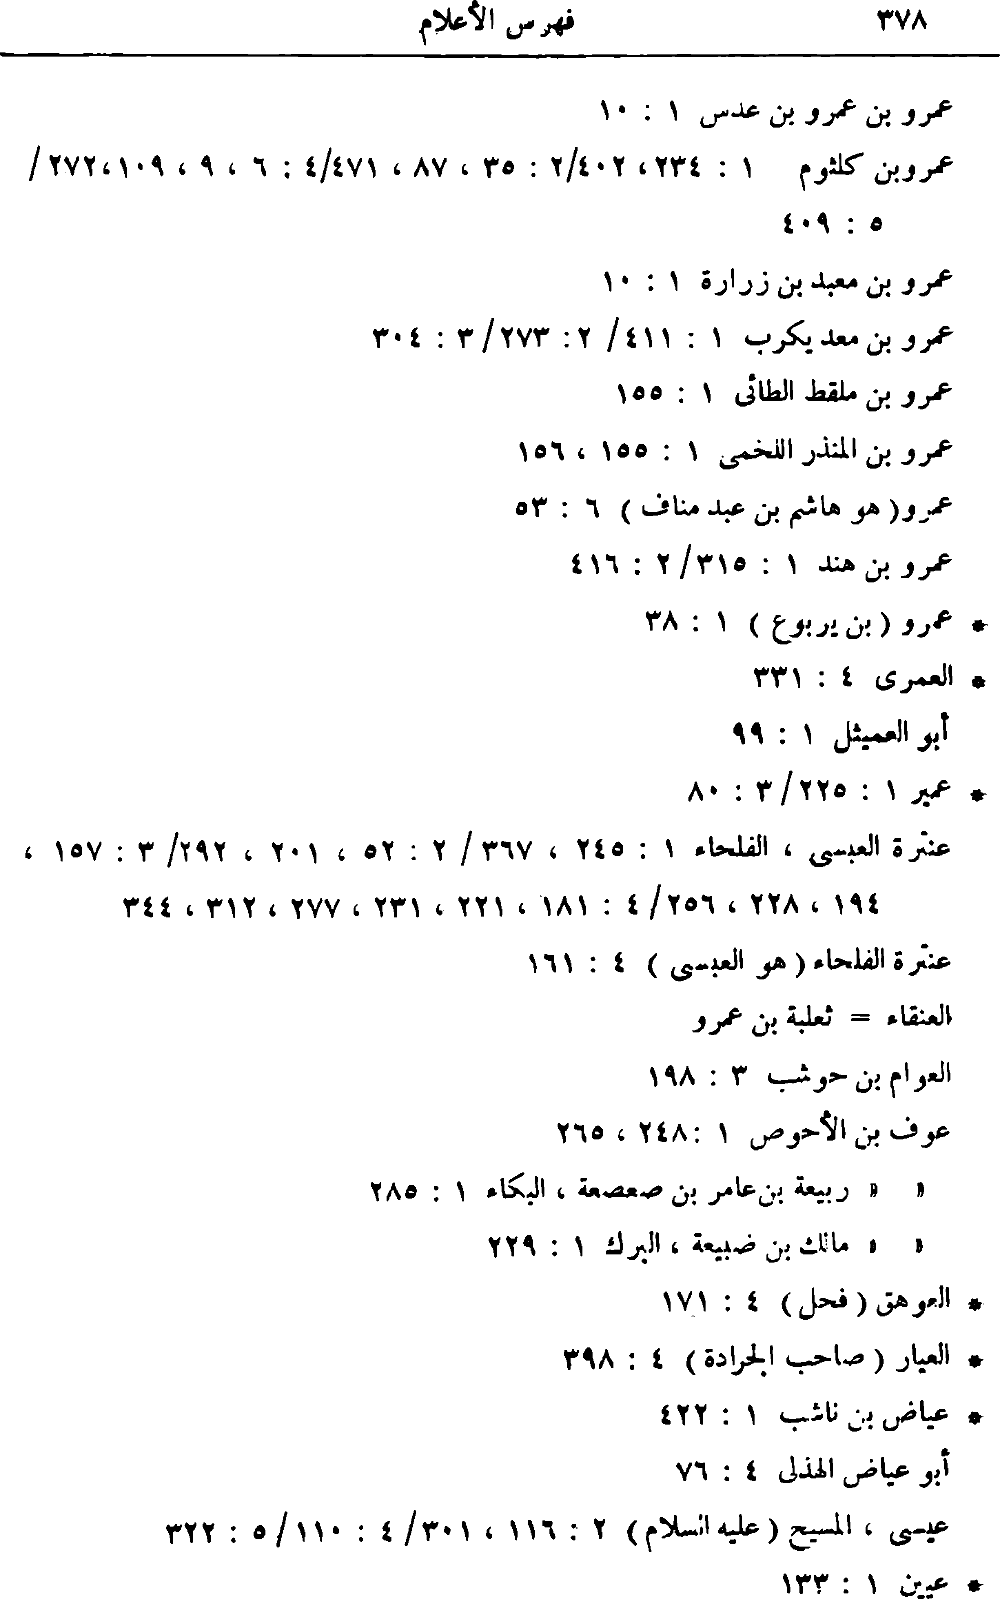 ٣٧٨ فهرس الأعلام
عمرو بن عمرو بن عدس ١ : ١٠
عمروبن كلثوم ١ : ٢٣٤، ٤٠٢/٢ : ٣٥ ، ٨٧ ، ٤٧١/٤ : ٦ ، ٩ ، ١٠٩،٢٧٢/
٥ : ٤٠٩
عمرو بن معبد بن زرارة ١ : ١٠
عمرو بن معد يكرب ١ : ٤١١/ ٢ : ٢٧٣/ ٣ : ٣٠٤
عمرو بن ملقط الطائى ١ : ١٥٥
عمرو بن المنذر اللخمى ١ : ١٥٥ ، ١٥٦
عمرو( هو هاشم بن عبد مناف ) ٦ : ٥٣
عمرو بن هند ١ : ٣١٥/ ٢ : ٤١٦
* عمرو ( بن يربوع ) ١ : ٣٨
* العمرى ٤ : ٣٣١
أبو العميثل ١ : ٩٩
* عمير ١ : ٢٢٥/ ٣ : ٨٠
عنترة العبسى ، الفلحاء ١ : ٢٤٥ ، ٣٦٧/ ٢ : ٥٢ ، ٢٠١ ، ٢٩٢/ ٣ : ١٥٧ ،
١٩٤ ، ٢٢٨ ، ٢٥٦/ ٤ : ١٨١ ، ٢٢١ ، ٢٣١ ، ٢٧٧ ، ٣١٢ ، ٣٤٤
عنترة الفلحاء ( هو العبسى ) ٤ : ١٦١
العنقاء = ثعلبة بن عمرو
العوام بن حوشب ٣ : ١٩٨
عوف بن الأحوص ١ : ٢٤٨ ، ٢٦٥
» » ربيعة بن عامر بن صعصعة ، البكاء ١ : ٢٨٥
» » مالك بن ضبيعة ، البرك ١ : ٢٢٩
* العوهق ( فحل ) ٤ : ١٧١
* العيار ( صاحب الجرادة ) ٤ : ٣٩٨
* عياض بن ناشب ١ : ٤٢٢
أبو عياض الهذلى ٤ : ٧٦
عيسى ، المسيح ( عليه السلام ) ٢ : ١١٦ ، ٣٠١/ ٤ : ١١٠/ ٥ : ٣٢٢
* عيين ١ : ١٣٣